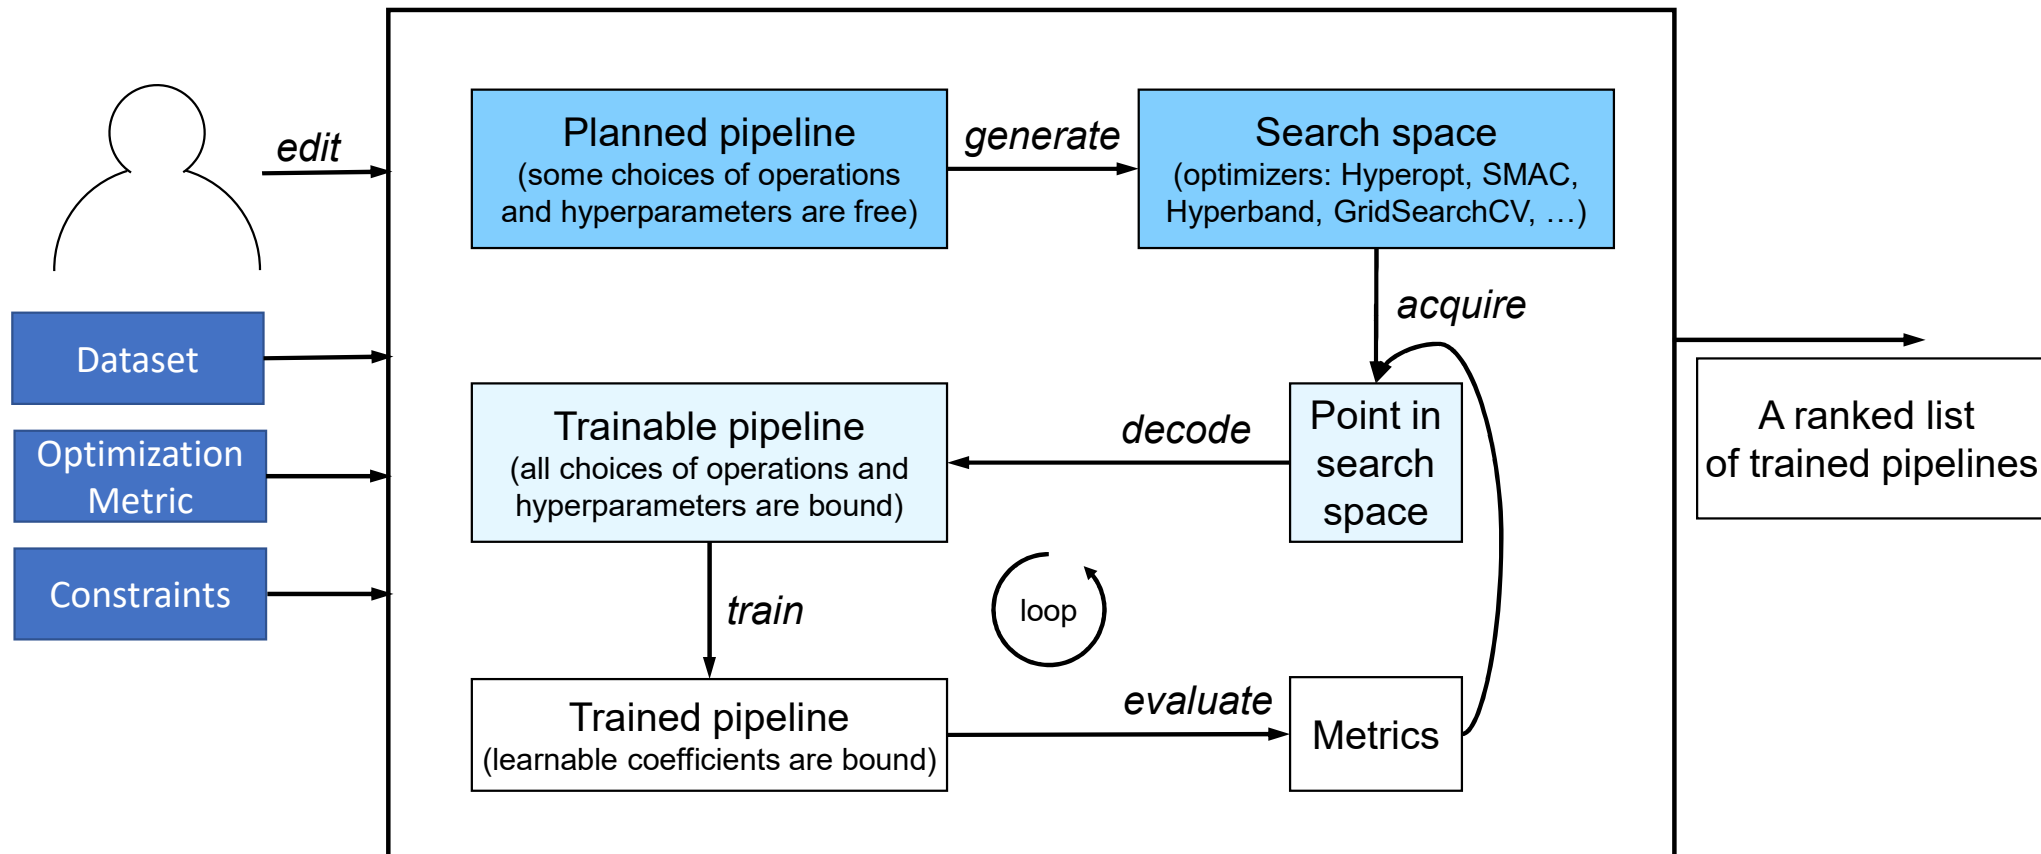 edit
Dataset
Optimization
Metric
Constraints
Planned pipeline
(some choices of operations
and hyperparameters are free)
generate
Search space
(optimizers: Hyperopt, SMAC,
Hyperband, GridSearchCV, …)
acquire
Point in
search
space
decode
Trainable pipeline
(all choices of operations and
hyperparameters are bound)
train
loop
Trained pipeline
(learnable coefficients are bound)
evaluate
Metrics
A ranked list
of trained pipelines